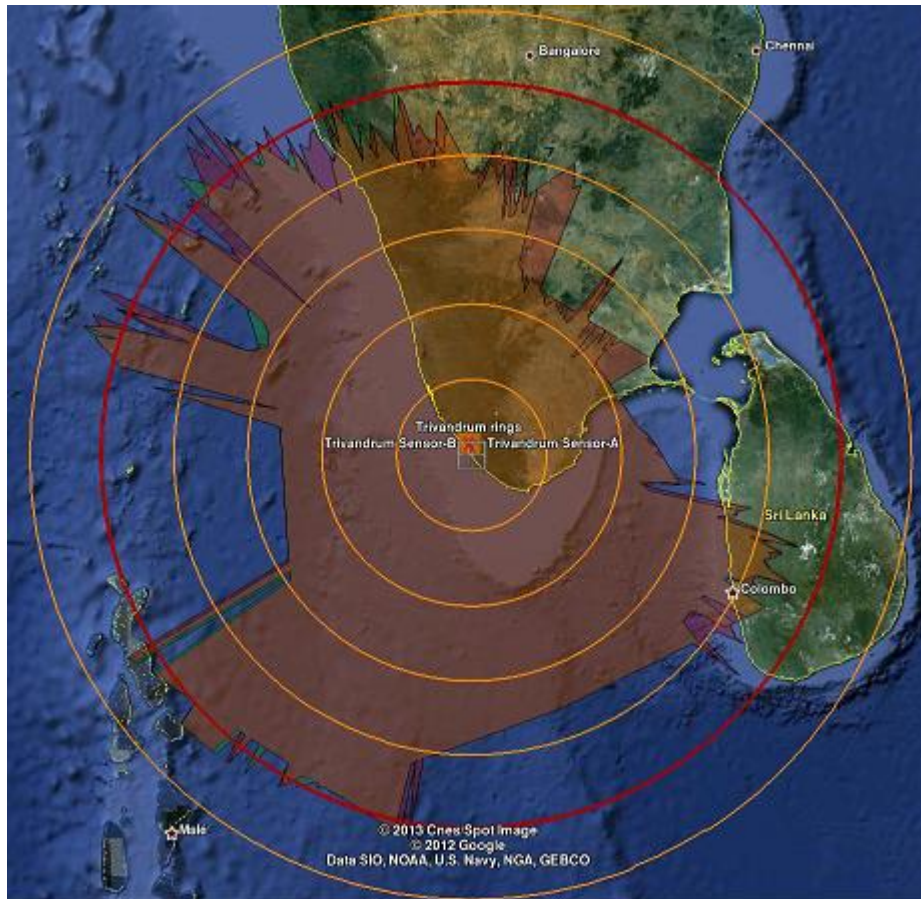 Bangalore
Chennai
Trivandrum rings
Trivandrum Sensor-B
Trivandrum Sensor-A
Sri Lanka
Colombo
Male
© 2013 Cnes/Spot Image
© 2012 Google
Data SIO, NOAA, U.S. Navy, NGA, GEBCO